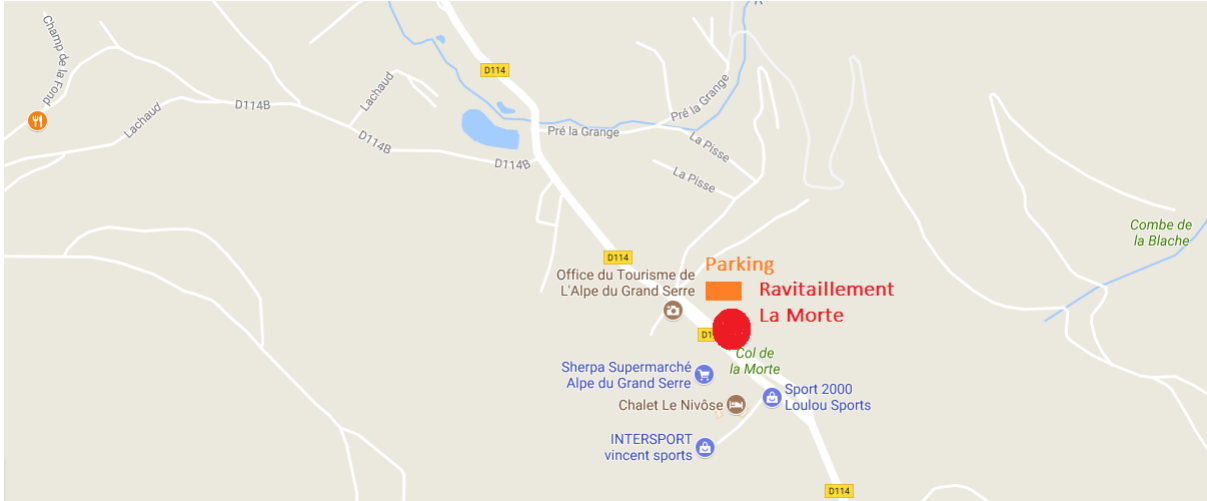 Champ de la Fond
Lachaud
D114B
Lachaud
D114B
D114
Pré la Grange
Pré la Grange
La Pisse
La Pisse
D114B
Combe de
la Blache
D114
Office du Tourisme de
L'Alpe du Grand Serre
Parking
Ravitaillement
La Morte
Col de
la Morte
Sherpa Supermarché
Alpe du Grand Serre
Sport 2000
Loulou Sports
Chalet Le Nivôse
INTERSPORT
vincent sports
D114